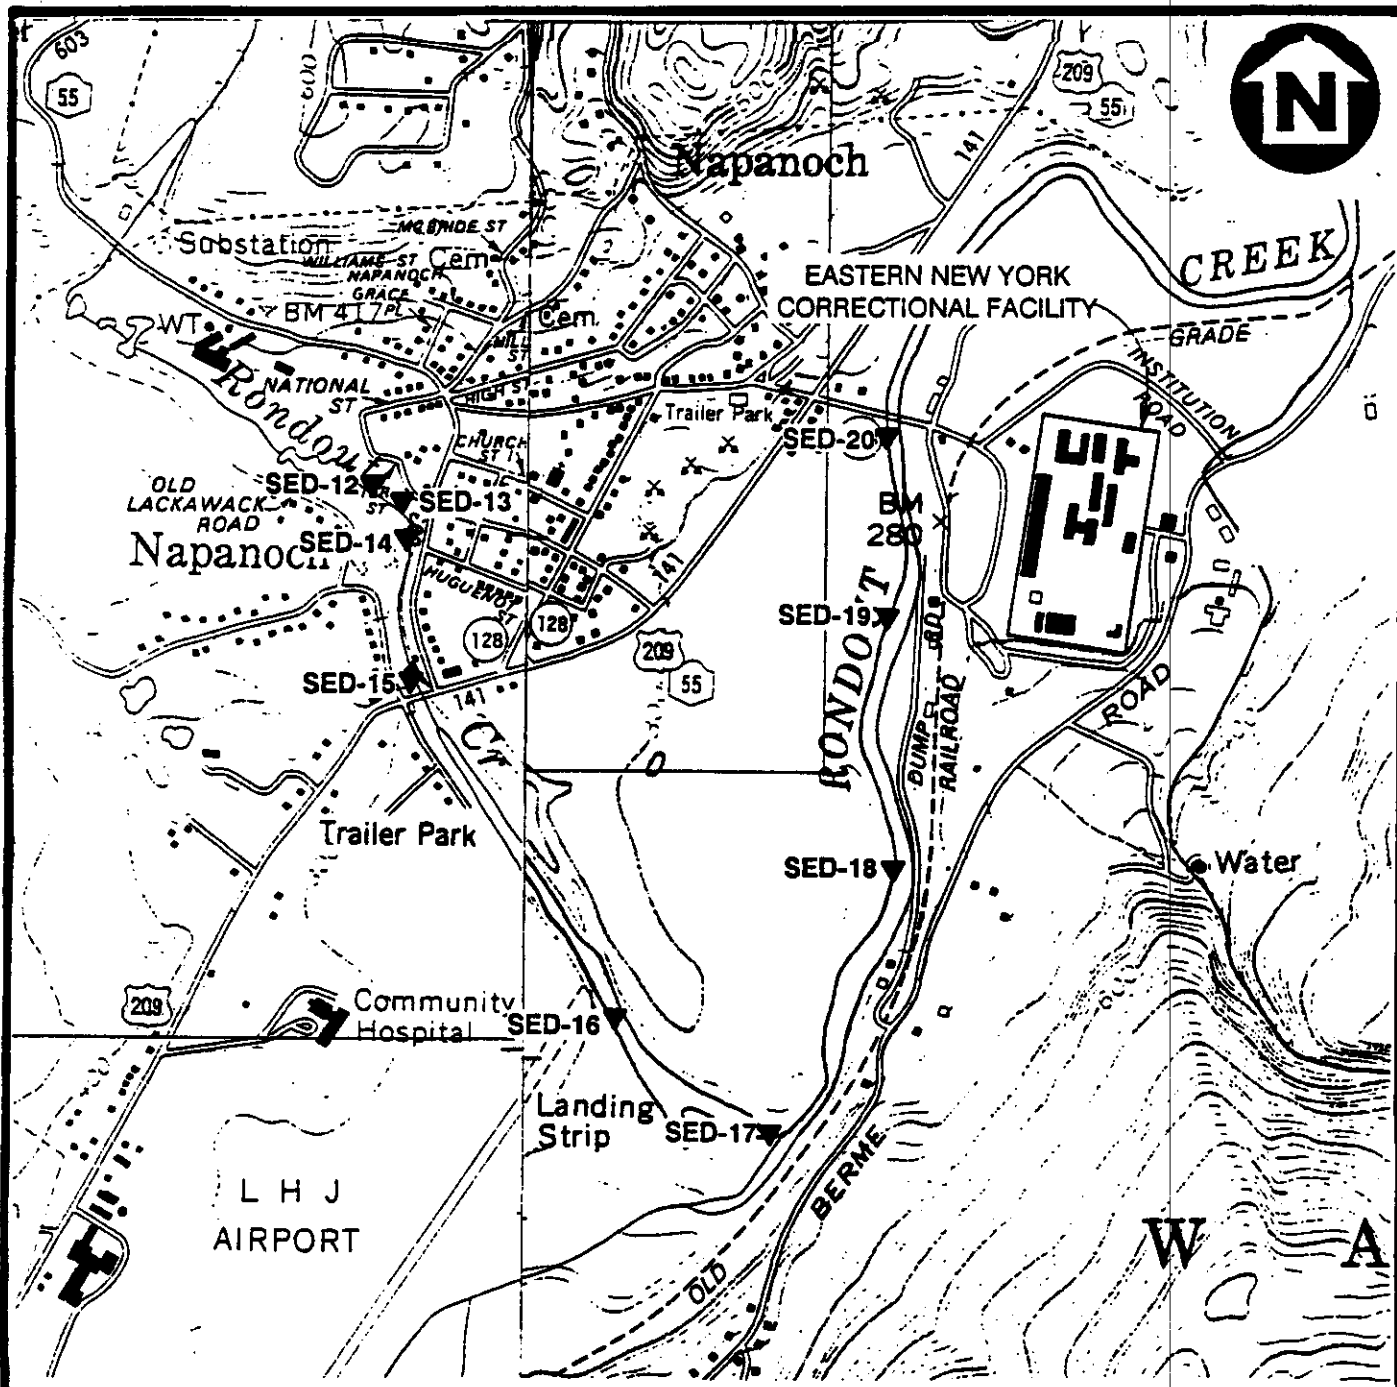 603
55
600
209
55
141
N
Napanoch
CREEK
MCBRIDE ST
Substation
WILLIAMS ST
Cem
NAPANOCH
GRACE PL
BM 417
WT
Cem
MILL ST
EASTERN NEW YORK
CORRECTIONAL FACILITY
GRADE
INSTITUTION
ROAD
Rondout
NATIONAL
ST
HIGH ST
Trailer Park
CHURCH
ST
SED-20
SED-12
SED-13
OLD
LACKAWACK
ROAD
BM
280
SED-14
Napanoch
HUGUENOT
ST
141
SED-19
RONDOUT
128
128
209
55
SED-15
141
Cr
ROAD
DUMP
RAILROAD
Trailer Park
SED-18
Water
209
Community
Hospital
SED-16
Landing
Strip
SED-17
BERME
L H J
AIRPORT
OLD
W A